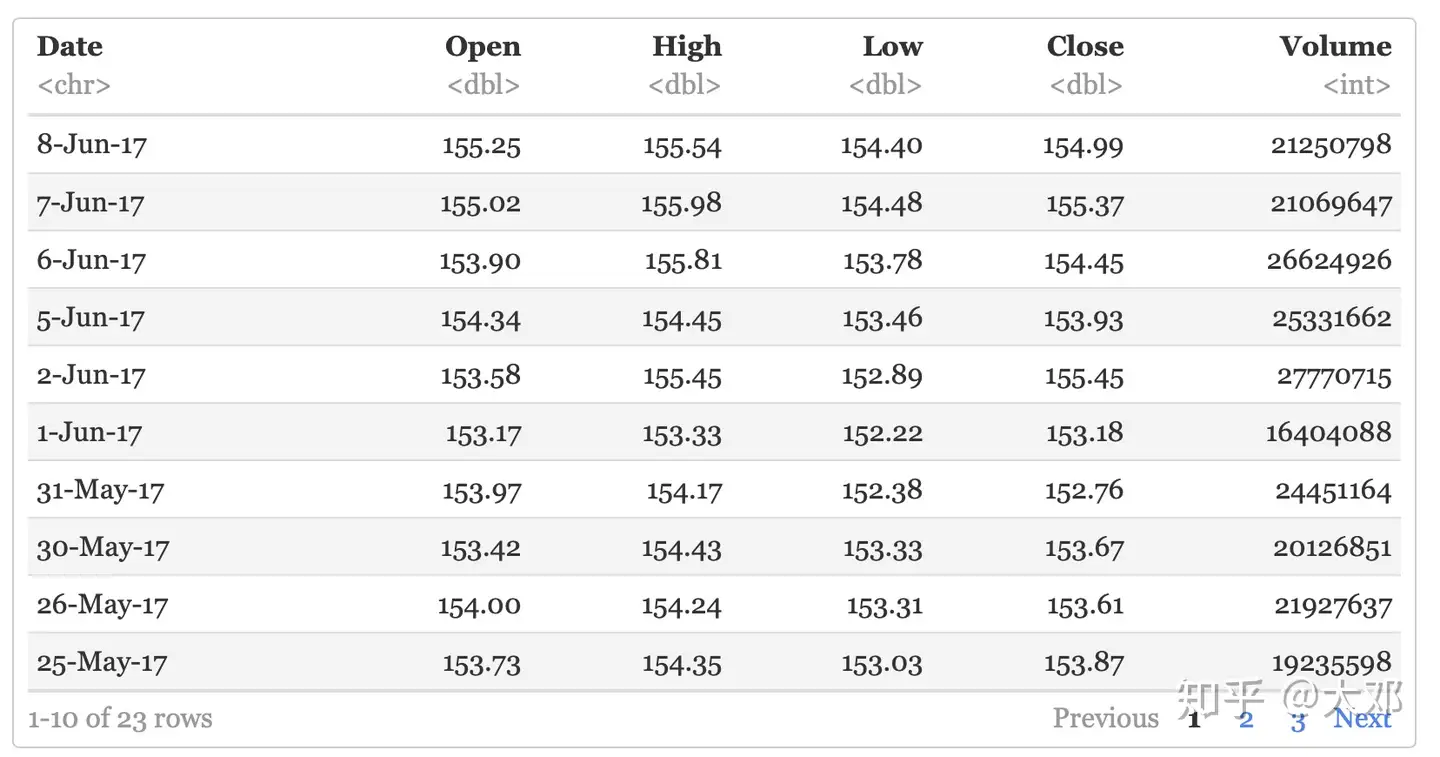 Date Open High Low Close Volume
<chr> <dbl> <dbl> <dbl> <dbl> <int>
8-Jun-17 155.25 155.54 154.40 154.99 21250798
7-Jun-17 155.02 155.98 154.48 155.37 21069647
6-Jun-17 153.90 155.81 153.78 154.45 26624926
5-Jun-17 154.34 154.45 153.46 153.93 25331662
2-Jun-17 153.58 155.45 152.89 155.45 27770715
1-Jun-17 153.17 153.33 152.22 153.18 16404088
31-May-17 153.97 154.17 152.38 152.76 24451164
30-May-17 153.42 154.43 153.33 153.67 20126851
26-May-17 154.00 154.24 153.31 153.61 21927637
25-May-17 153.73 154.35 153.03 153.87 19235598
知乎 @大邓
1-10 of 23 rows Previous 1 2 3 Next